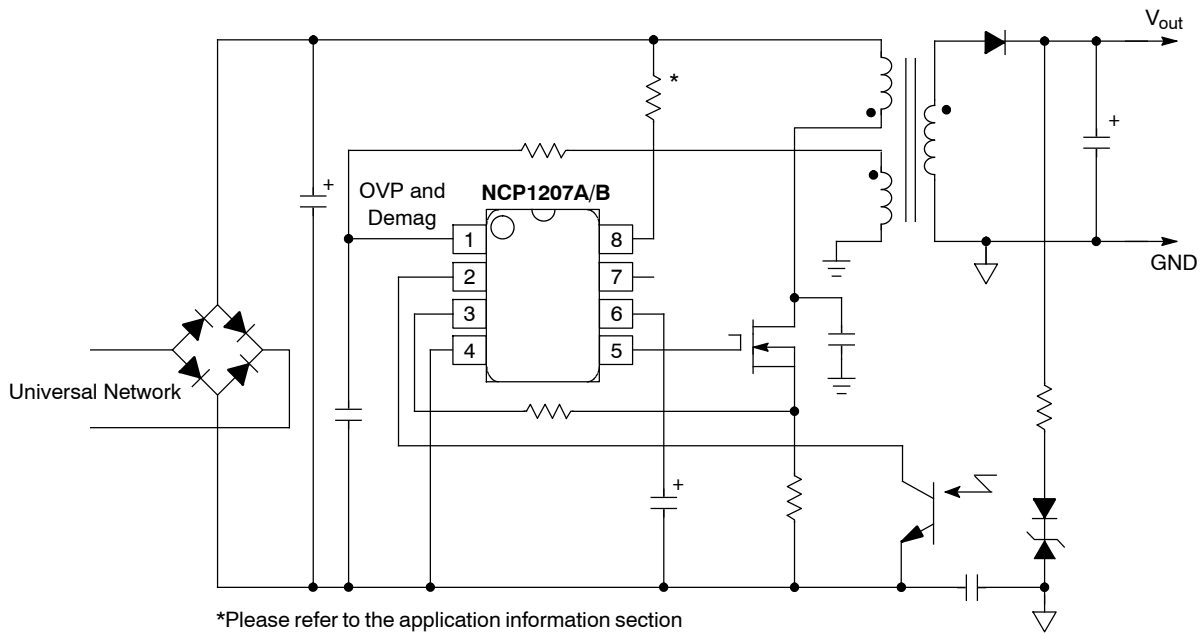 V_out
+
*
+
OVP and
Demag
NCP1207A/B
1
8
2
7
3
6
4
5
GND
Universal Network
+
*Please refer to the application information section